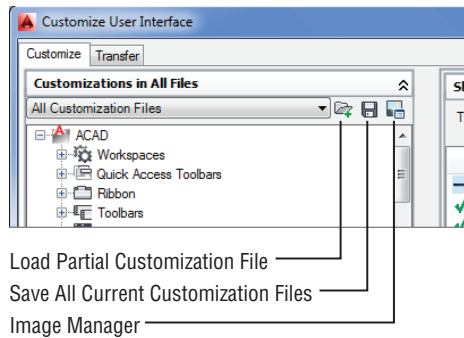 Customize User Interface
Customize Transfer
Customizations in All Files
All Customization Files
ACAD
Workspaces
Quick Access Toolbars
Ribbon
Toolbars
Load Partial Customization File
Save All Current Customization Files
Image Manager